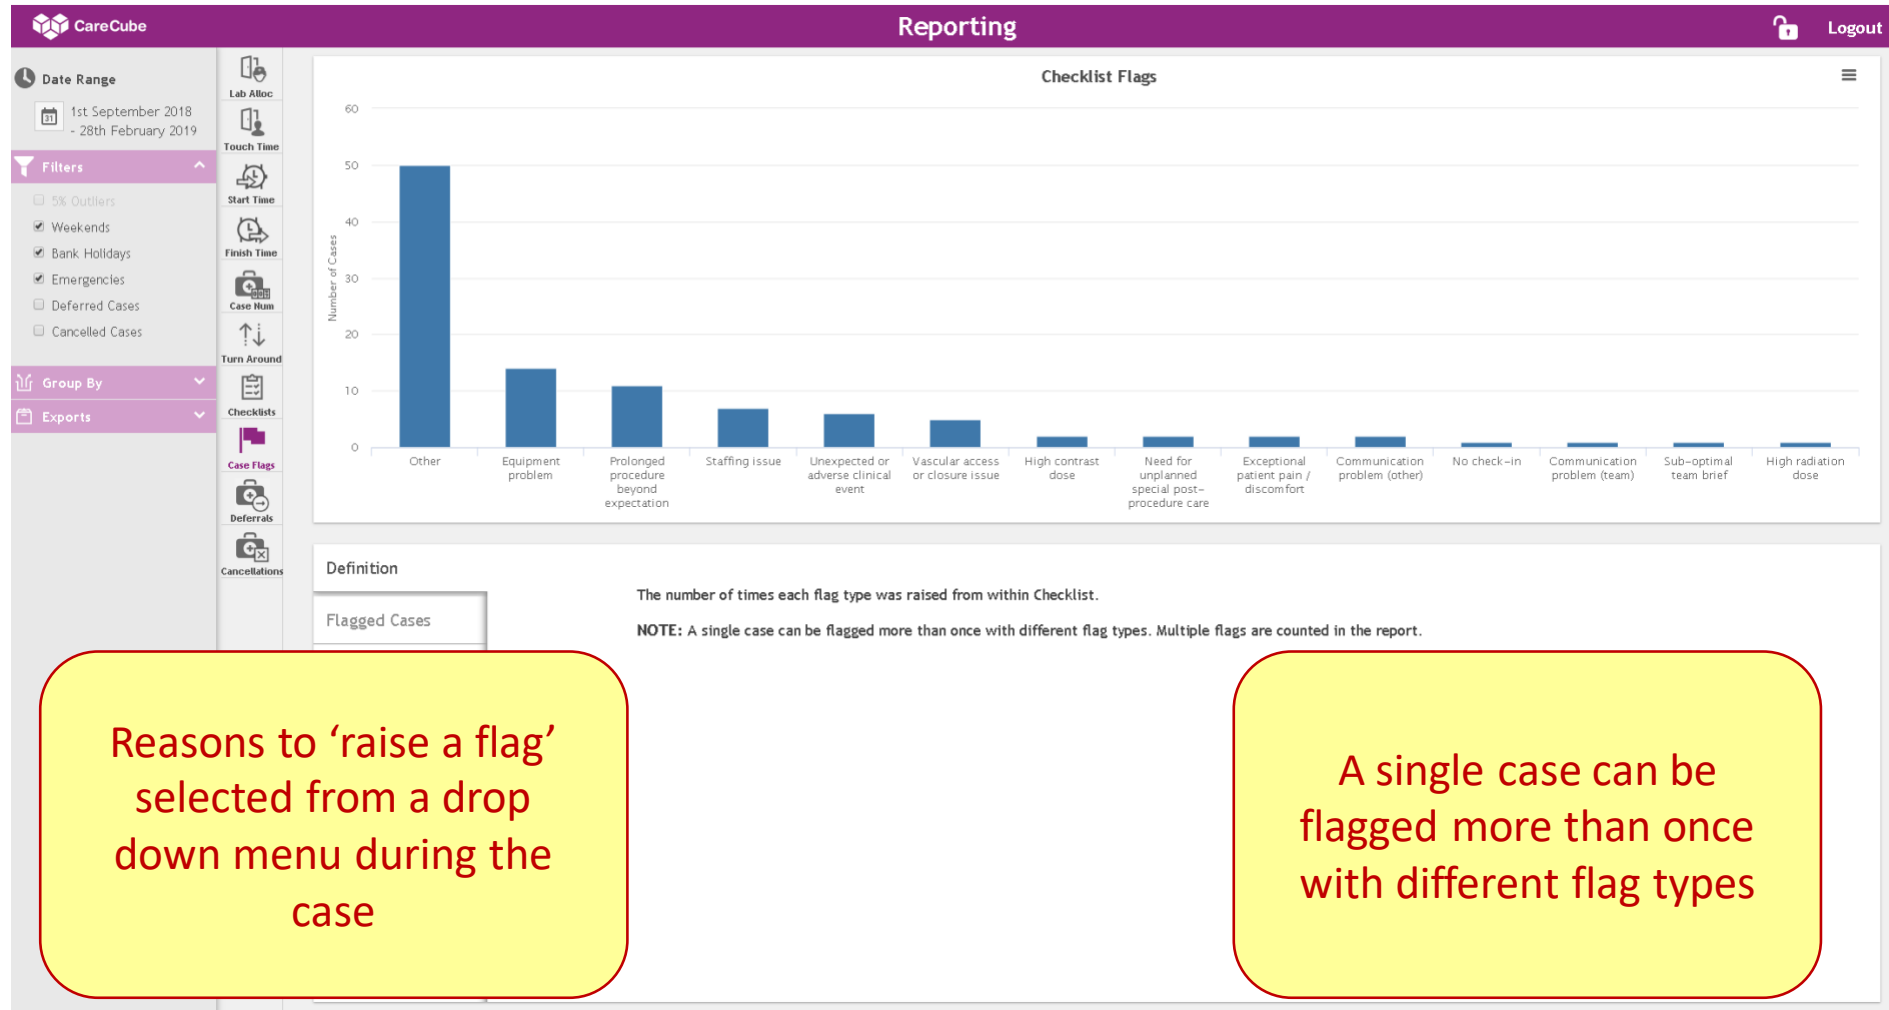 CareCube
Reporting
Logout
Date Range
31
1st September 2018
- 28th February 2019
Filters
5% Outliers
Weekends
Bank Holidays
Emergencies
Deferred Cases
Cancelled Cases
Group By
Exports
Lab Alloc
Touch Time
Start Time
Finish Time
Case Num
Turn Around
Checklists
Case Flags
Deferrals
Cancellations
Checklist Flags
Number of Cases
60
50
40
30
20
10
0
Other
Equipment
problem
Prolonged
procedure
beyond
expectation
Staffing issue
Unexpected or
adverse clinical
event
Vascular access
or closure issue
High contrast
dose
Need for
unplanned
special post-
procedure care
Exceptional
patient pain /
discomfort
Communication
problem (other)
No check-in
Communication
problem (team)
Sub-optimal
team brief
High radiation
dose
Definition
Flagged Cases
The number of times each flag type was raised from within Checklist.
NOTE: A single case can be flagged more than once with different flag types. Multiple flags are counted in the report.
Reasons to ‘raise a flag’
selected from a drop
down menu during the
case
A single case can be
flagged more than once
with different flag types